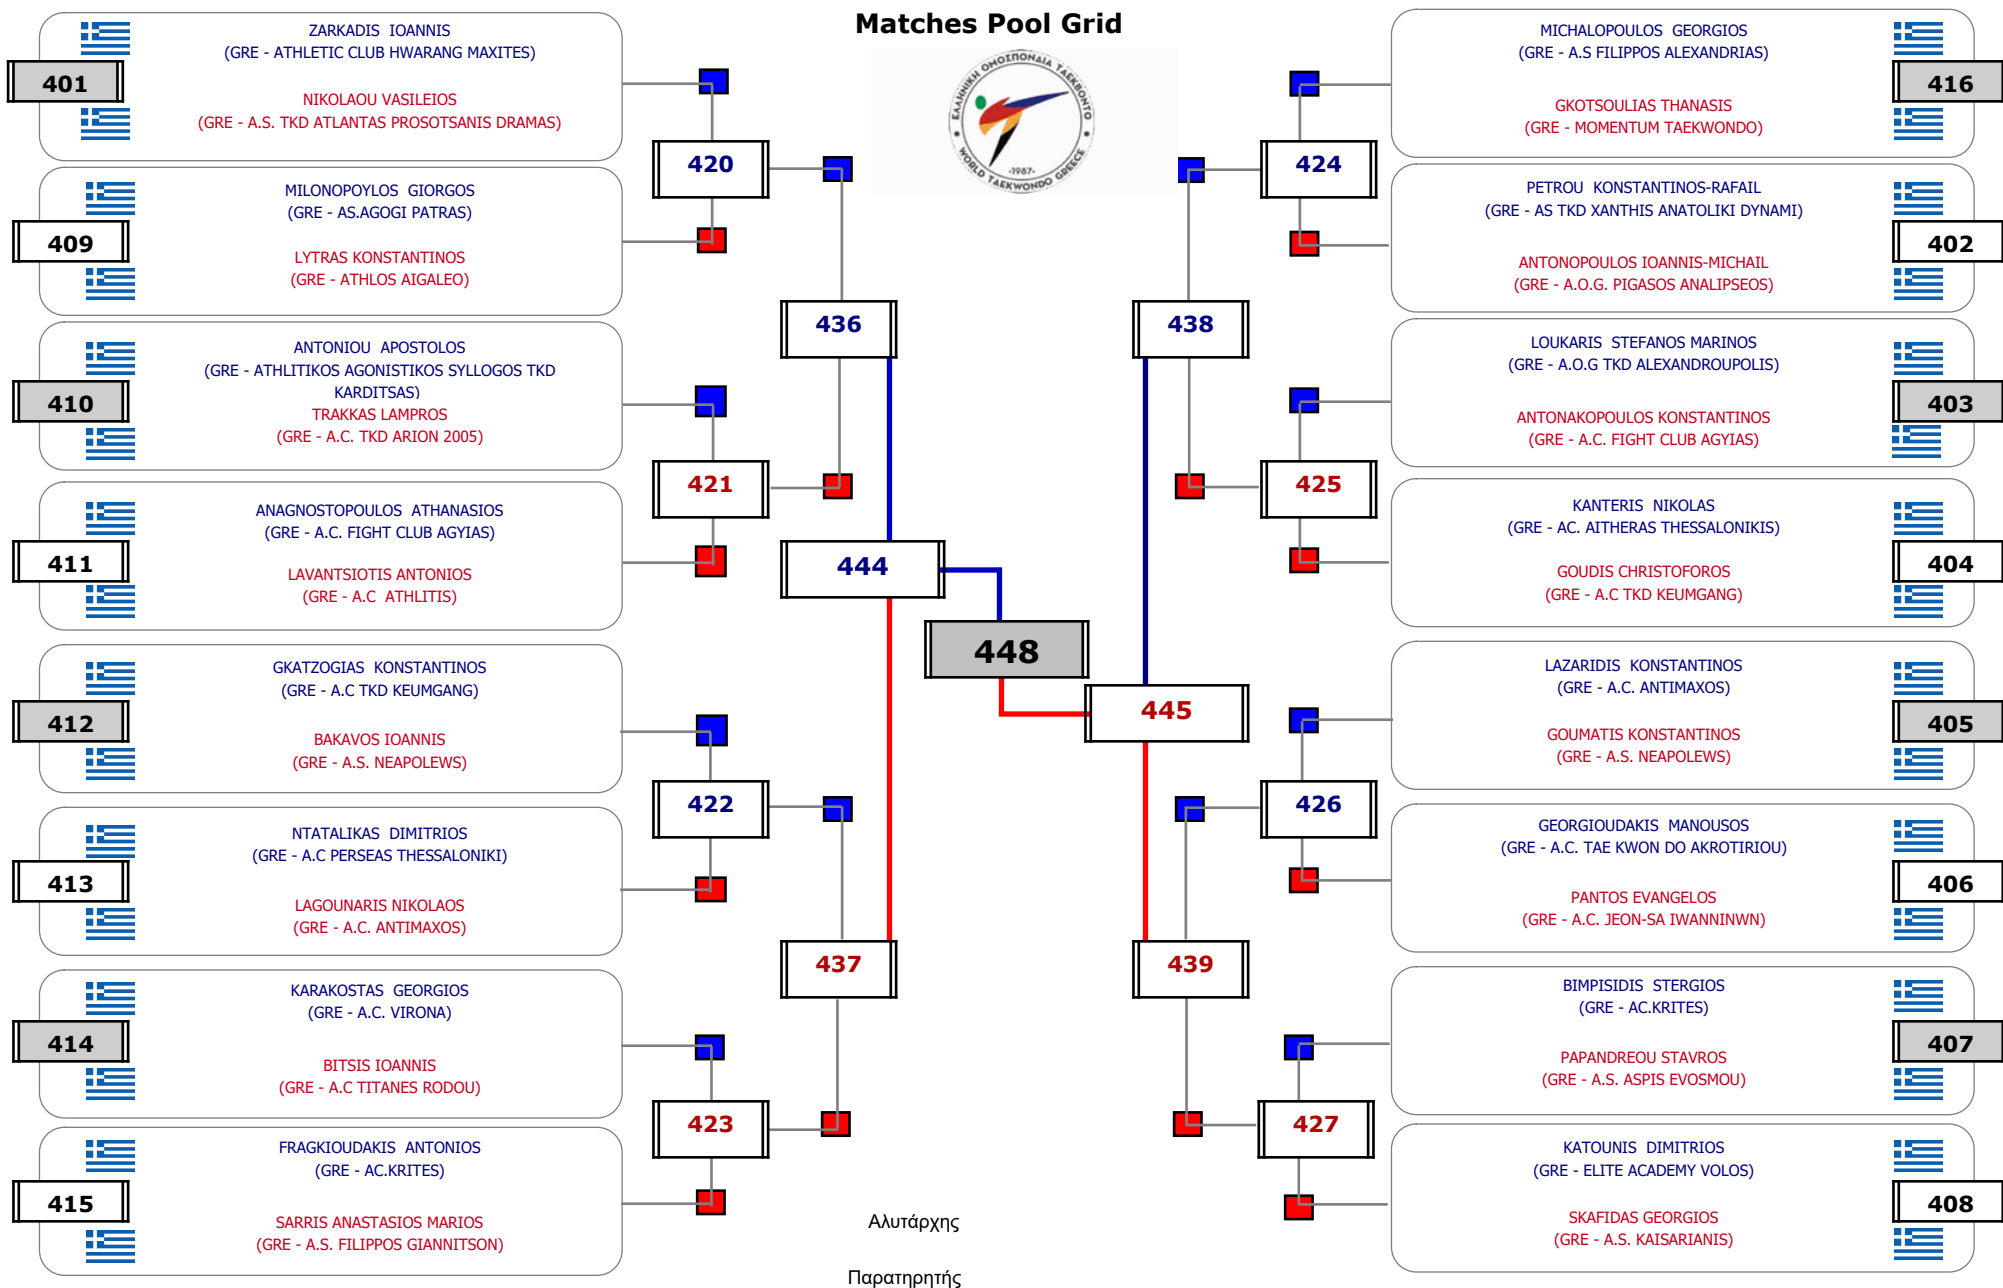 Matches Pool Grid
ΕΛΛΗΝΙΚΗ ΟΜΟΣΠΟΝΔΙΑ ΤΑΕΚΒΟΝΤΟ
-1987-
WORLD TAEKWONDO GREECE
401
ZARKADIS IOANNIS
(GRE - ATHLETIC CLUB HWARANG MAXITES)
NIKOLAOU VASILEIOS
(GRE - A.S. TKD ATLANTAS PROSOTSANIS DRAMAS)
409
MILONOPOYLOS GIORGOS
(GRE - AS.AGOGI PATRAS)
LYTRAS KONSTANTINOS
(GRE - ATHLOS AIGALEO)
410
ANTONIOU APOSTOLOS
(GRE - ATHLITIKOS AGONISTIKOS SYLLOGOS TKD
KARDITSAS)
TRAKKAS LAMPROS
(GRE - A.C. TKD ARION 2005)
411
ANAGNOSTOPOULOS ATHANASIOS
(GRE - A.C. FIGHT CLUB AGYIAS)
LAVANTSIOTIS ANTONIOS
(GRE - A.C ATHLITIS)
412
GKATZOGIAS KONSTANTINOS
(GRE - A.C TKD KEUMGANG)
BAKAVOS IOANNIS
(GRE - A.S. NEAPOLEWS)
413
NTATALIKAS DIMITRIOS
(GRE - A.C PERSEAS THESSALONIKI)
LAGOUNARIS NIKOLAOS
(GRE - A.C. ANTIMAXOS)
414
KARAKOSTAS GEORGIOS
(GRE - A.C. VIRONA)
BITSIS IOANNIS
(GRE - A.C TITANES RODOU)
415
FRAGKIOUDAKIS ANTONIOS
(GRE - AC.KRITES)
SARRIS ANASTASIOS MARIOS
(GRE - A.S. FILIPPOS GIANNITSON)
420
421
422
423
436
437
444
448
445
438
439
424
425
426
427
MICHALOPOULOS GEORGIOS
(GRE - A.S FILIPPOS ALEXANDRIAS)
416
GKOTSOULIAS THANASIS
(GRE - MOMENTUM TAEKWONDO)
PETROU KONSTANTINOS-RAFAIL
(GRE - AS TKD XANTHIS ANATOLIKI DYNAMI)
402
ANTONOPOULOS IOANNIS-MICHAIL
(GRE - A.O.G. PIGASOS ANALIPSEOS)
LOUKARIS STEFANOS MARINOS
(GRE - A.O.G TKD ALEXANDROUPOLIS)
403
ANTONAKOPOULOS KONSTANTINOS
(GRE - A.C. FIGHT CLUB AGYIAS)
KANTERIS NIKOLAS
(GRE - AC. AITHERAS THESSALONIKIS)
404
GOUDIS CHRISTOFOROS
(GRE - A.C TKD KEUMGANG)
LAZARIDIS KONSTANTINOS
(GRE - A.C. ANTIMAXOS)
405
GOUMATIS KONSTANTINOS
(GRE - A.S. NEAPOLEWS)
GEORGIOUDAKIS MANOUSOS
(GRE - A.C. TAE KWON DO AKROTIRIOU)
406
PANTOS EVANGELOS
(GRE - A.C. JEON-SA IWANNINWN)
BIMPISIDIS STERGIOS
(GRE - AC.KRITES)
407
PAPANDREOU STAVROS
(GRE - A.S. ASPIS EVOSMOU)
KATOUNIS DIMITRIOS
(GRE - ELITE ACADEMY VOLOS)
408
SKAFIDAS GEORGIOS
(GRE - A.S. KAISARIANIS)
Αλυτάρχης
Παρατηρητής